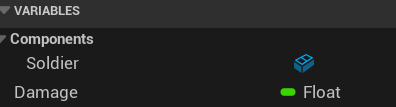 VARIABLES
Components
Soldier
Damage Float